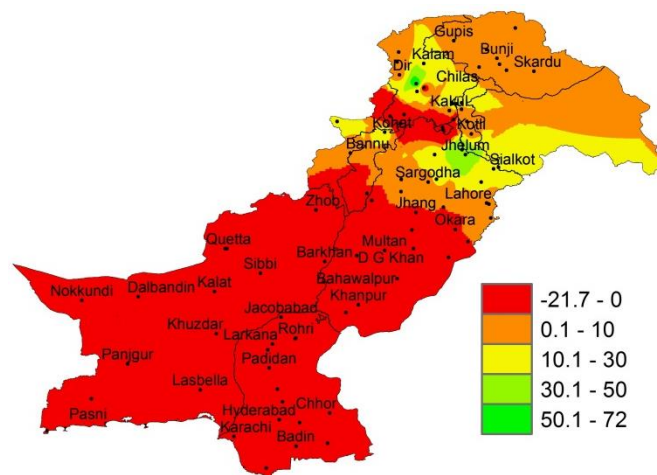 Gupis
Kalam
Bunji
Dir
Skardu
Chilas
Kakul
Kohat
Kotli
Bannu
Jhelum
Sialkot
Sargodha
Lahore
Zhob
Jhang
Okara
Quetta
Multan
Barkhan
D G Khan
Sibbi
Bahawalpur
Nokkundi
Dalbandin
Kalat
Khanpur
Jacobabad
Khuzdar
Rohri
Larkana
Panjgur
Padidan
Lasbella
Pasni
Chhor
Hyderabad
Karachi
Badin
-21.7 - 0
0.1 - 10
10.1 - 30
30.1 - 50
50.1 - 72